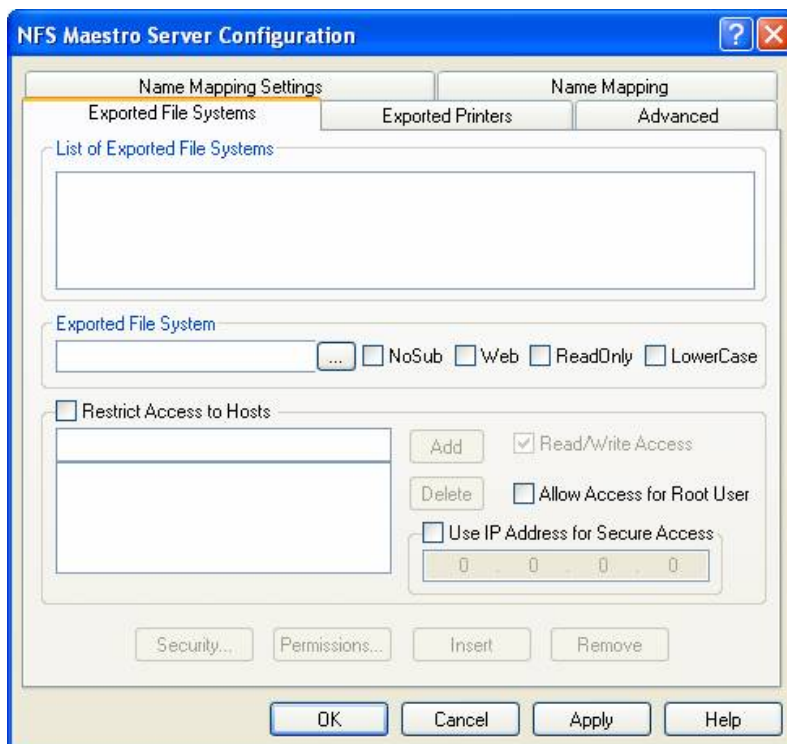 NFS Maestro Server Configuration
Name Mapping Settings
Name Mapping
Exported File Systems
Exported Printers
Advanced
List of Exported File Systems
Exported File System
...
NoSub
Web
ReadOnly
LowerCase
Restrict Access to Hosts
Add
Read/Write Access
Delete
Allow Access for Root User
Use IP Address for Secure Access
0 . 0 . 0 . 0
Security...
Permissions...
Insert
Remove
OK
Cancel
Apply
Help